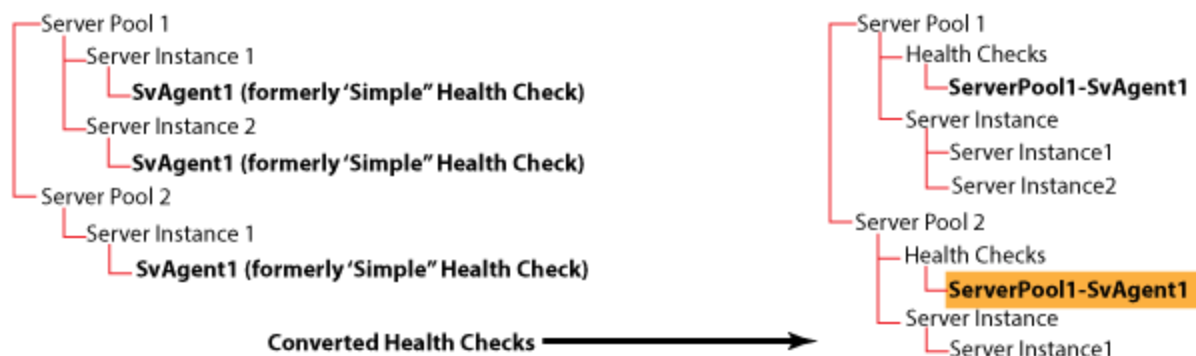 Server Pool 1
Server Instance 1
SvAgent1 (formerly ‘Simple” Health Check)
Server Instance 2
SvAgent1 (formerly ‘Simple” Health Check)
Server Pool 2
Server Instance 1
SvAgent1 (formerly ‘Simple” Health Check)
Converted Health Checks
Server Pool 1
Health Checks
ServerPool1-SvAgent1
Server Instance
Server Instance1
Server Instance2
Server Pool 2
Health Checks
ServerPool1-SvAgent1
Server Instance
Server Instance1